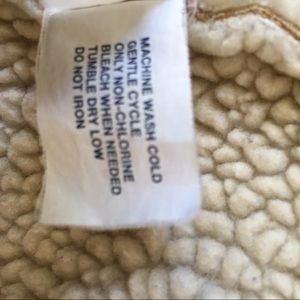 MACHINE WASH COLD
GENTLE CYCLE
ONLY NON-CHLORINE
BLEACH WHEN NEEDED
TUMBLE DRY LOW
DO NOT IRON